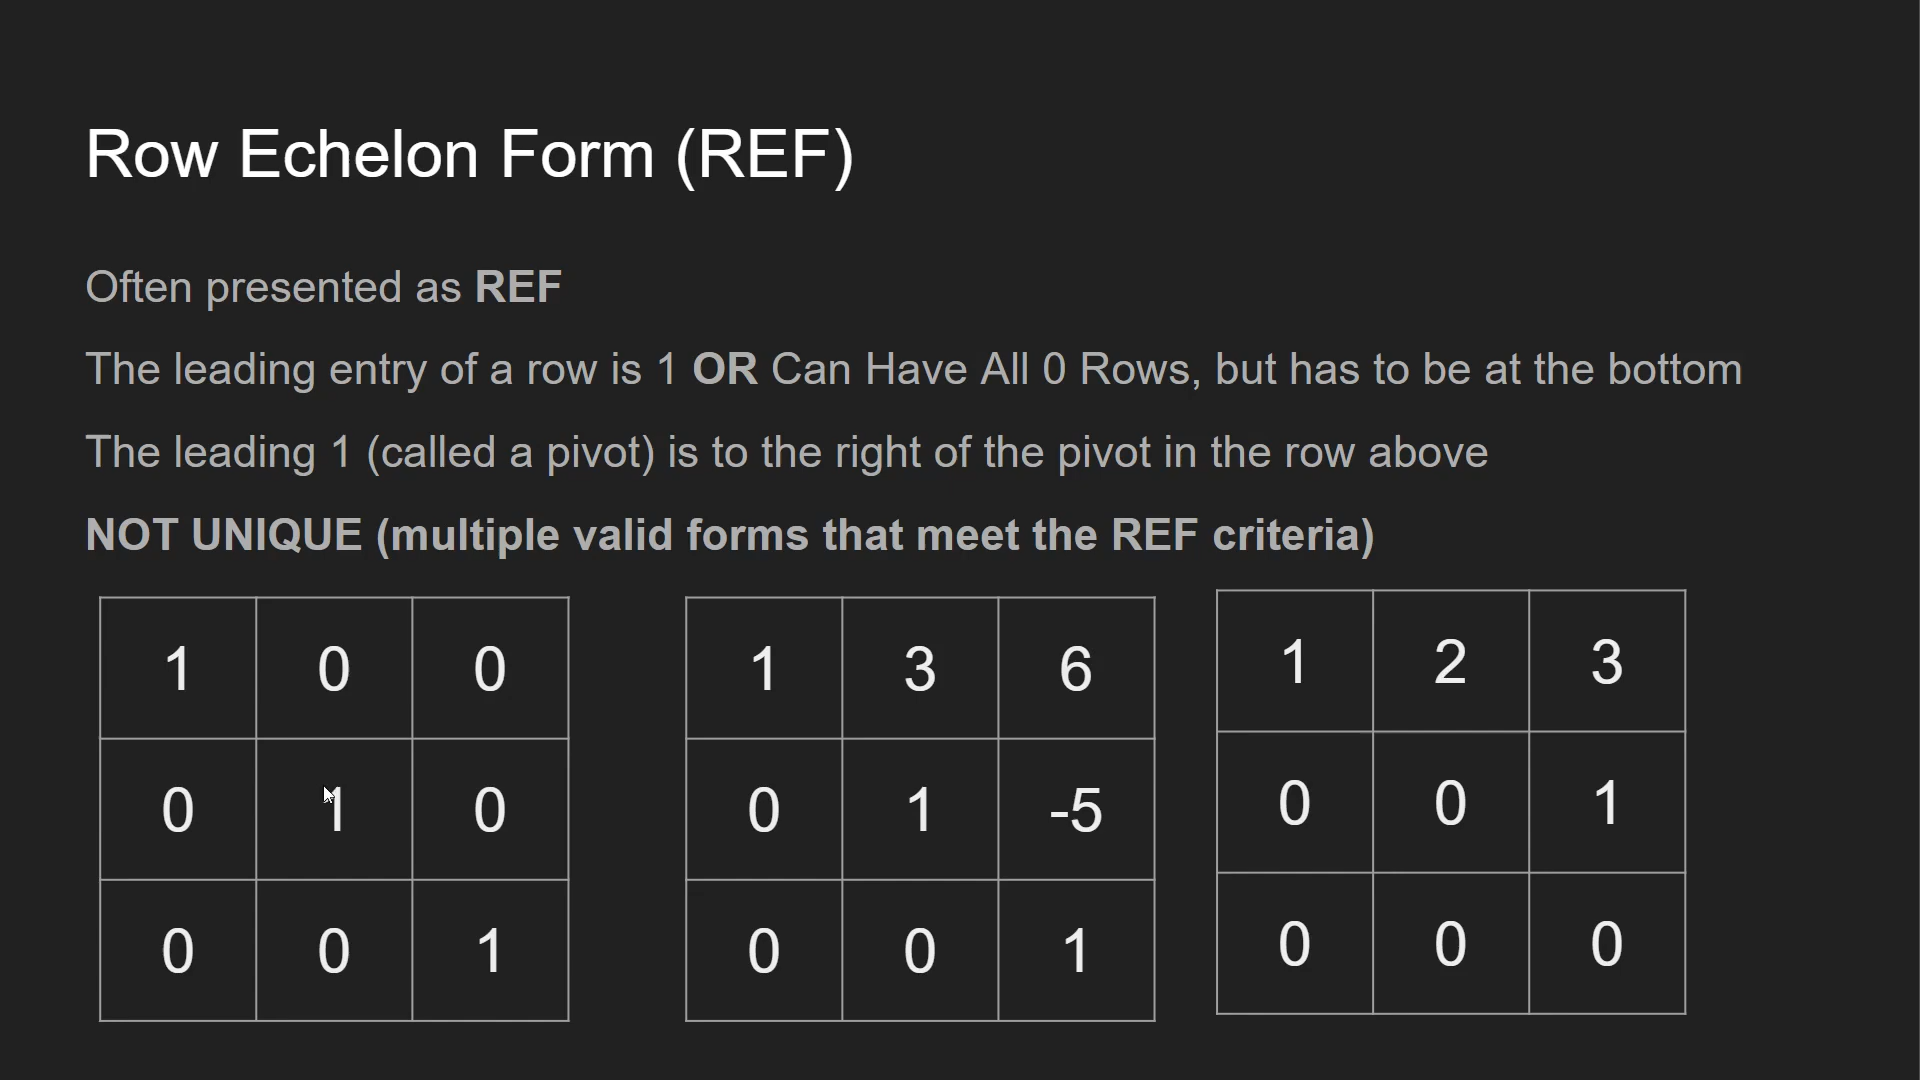 Row Echelon Form (REF)
Often presented as REF
The leading entry of a row is 1 OR Can Have All 0 Rows, but has to be at the bottom
The leading 1 (called a pivot) is to the right of the pivot in the row above
NOT UNIQUE (multiple valid forms that meet the REF criteria)
1 0 0
0 1 0
0 0 1
1 3 6
0 1 -5
0 0 1
1 2 3
0 0 1
0 0 0